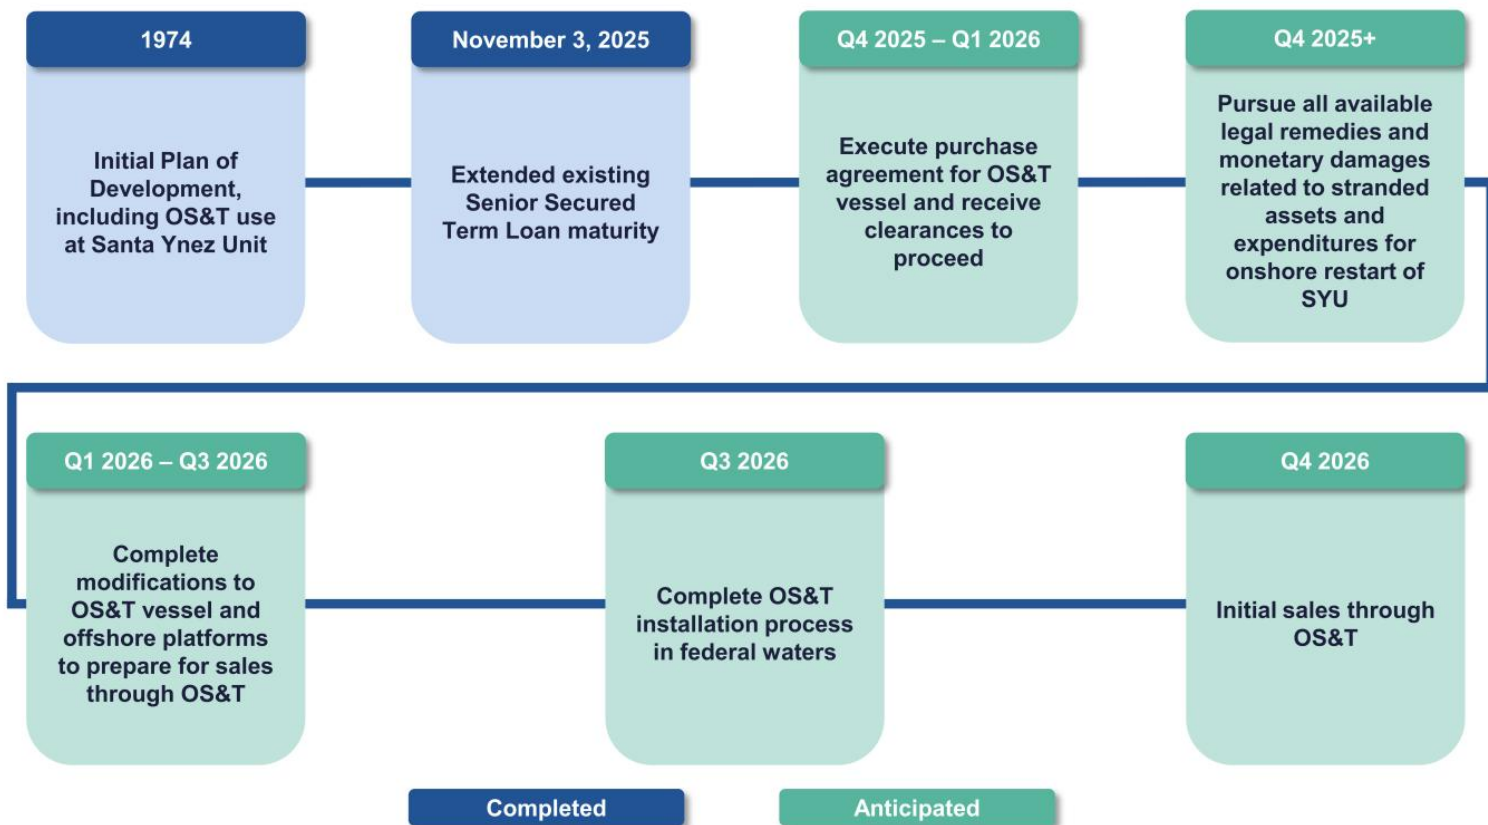 1974
Initial Plan of
Development,
including OS&T use
at Santa Ynez Unit
November 3, 2025
Extended existing
Senior Secured
Term Loan maturity
Q4 2025 – Q1 2026
Execute purchase
agreement for OS&T
vessel and receive
clearances to
proceed
Q4 2025+
Pursue all available
legal remedies and
monetary damages
related to stranded
assets and
expenditures for
onshore restart of
SYU
Q1 2026 – Q3 2026
Complete
modifications to
OS&T vessel and
offshore platforms
to prepare for sales
through OS&T
Q3 2026
Complete OS&T
installation process
in federal waters
Q4 2026
Initial sales through
OS&T
Completed
Anticipated